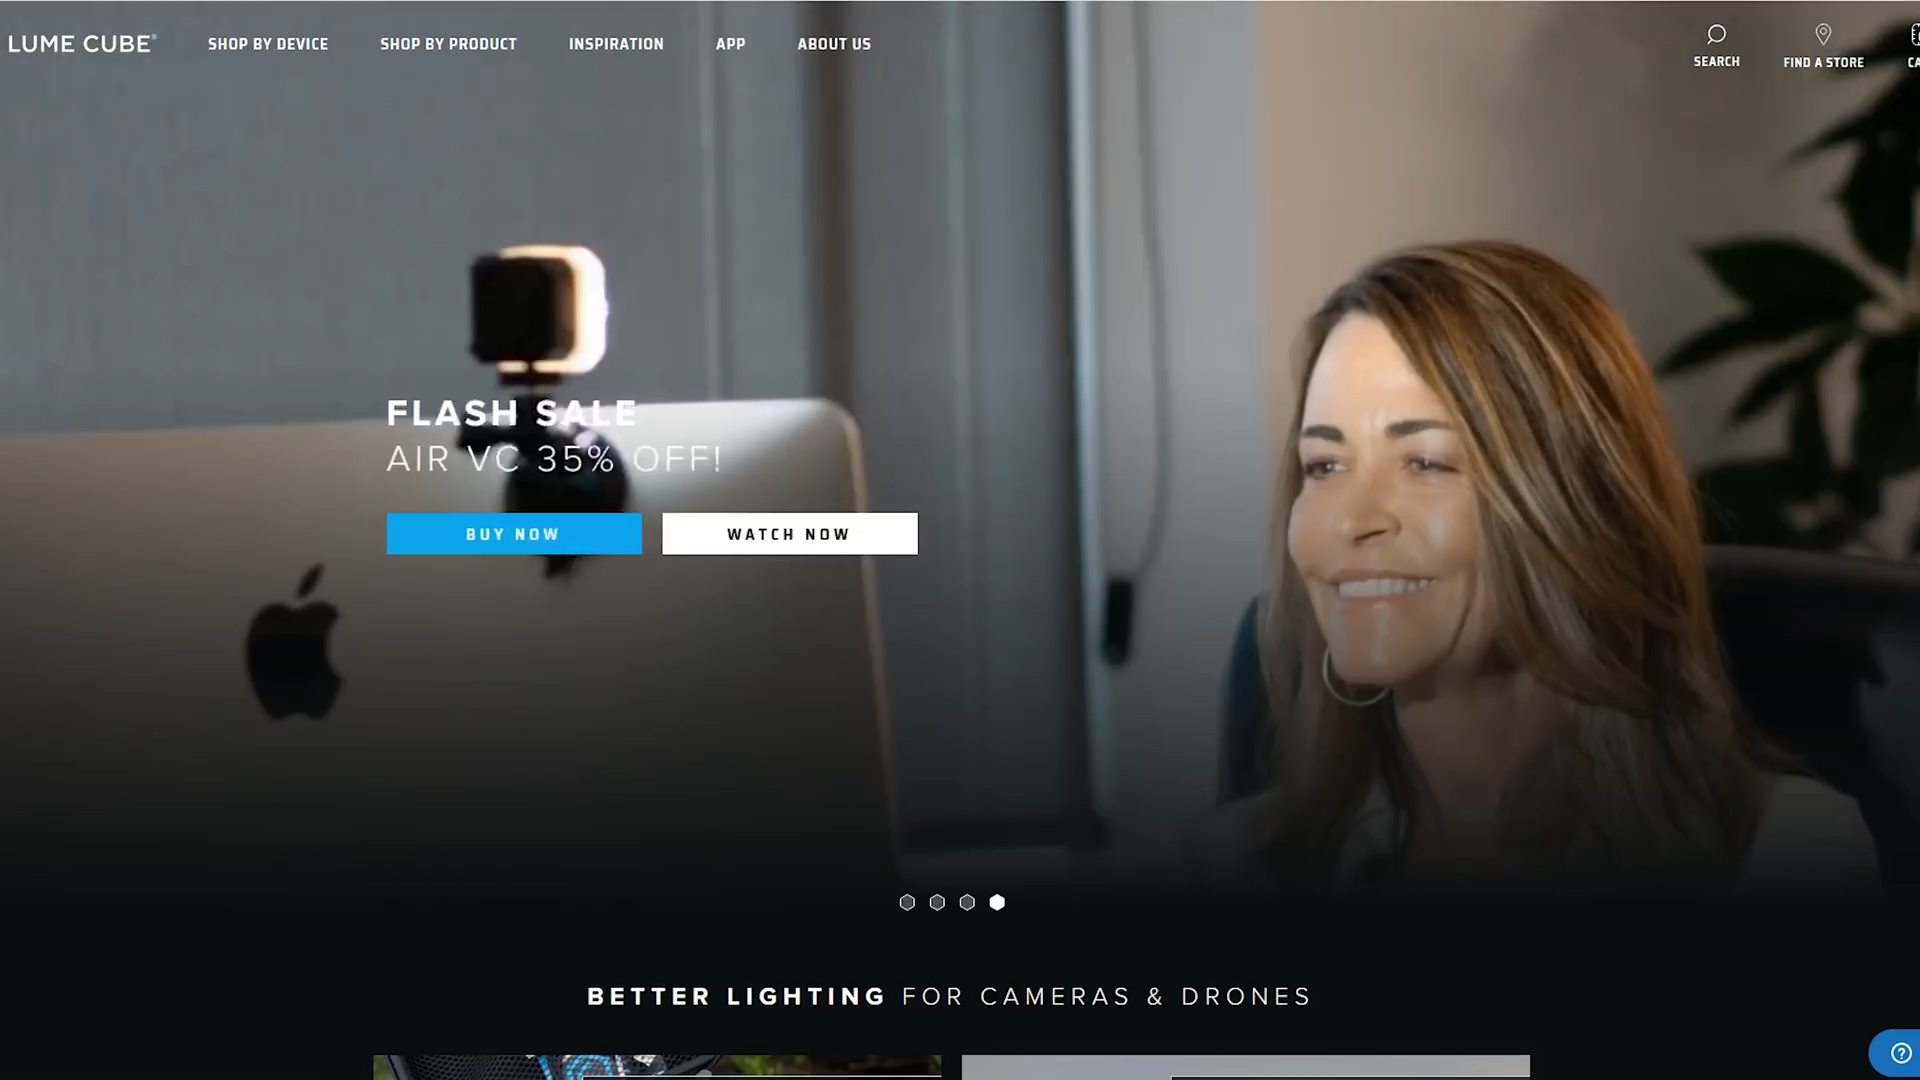 LUME CUBE®
SHOP BY DEVICE
SHOP BY PRODUCT
INSPIRATION
APP
ABOUT US
SEARCH
FIND A STORE
FLASH SALE
AIR VC 35% OFF!
BUY NOW
WATCH NOW
BETTER LIGHTING FOR CAMERAS & DRONES